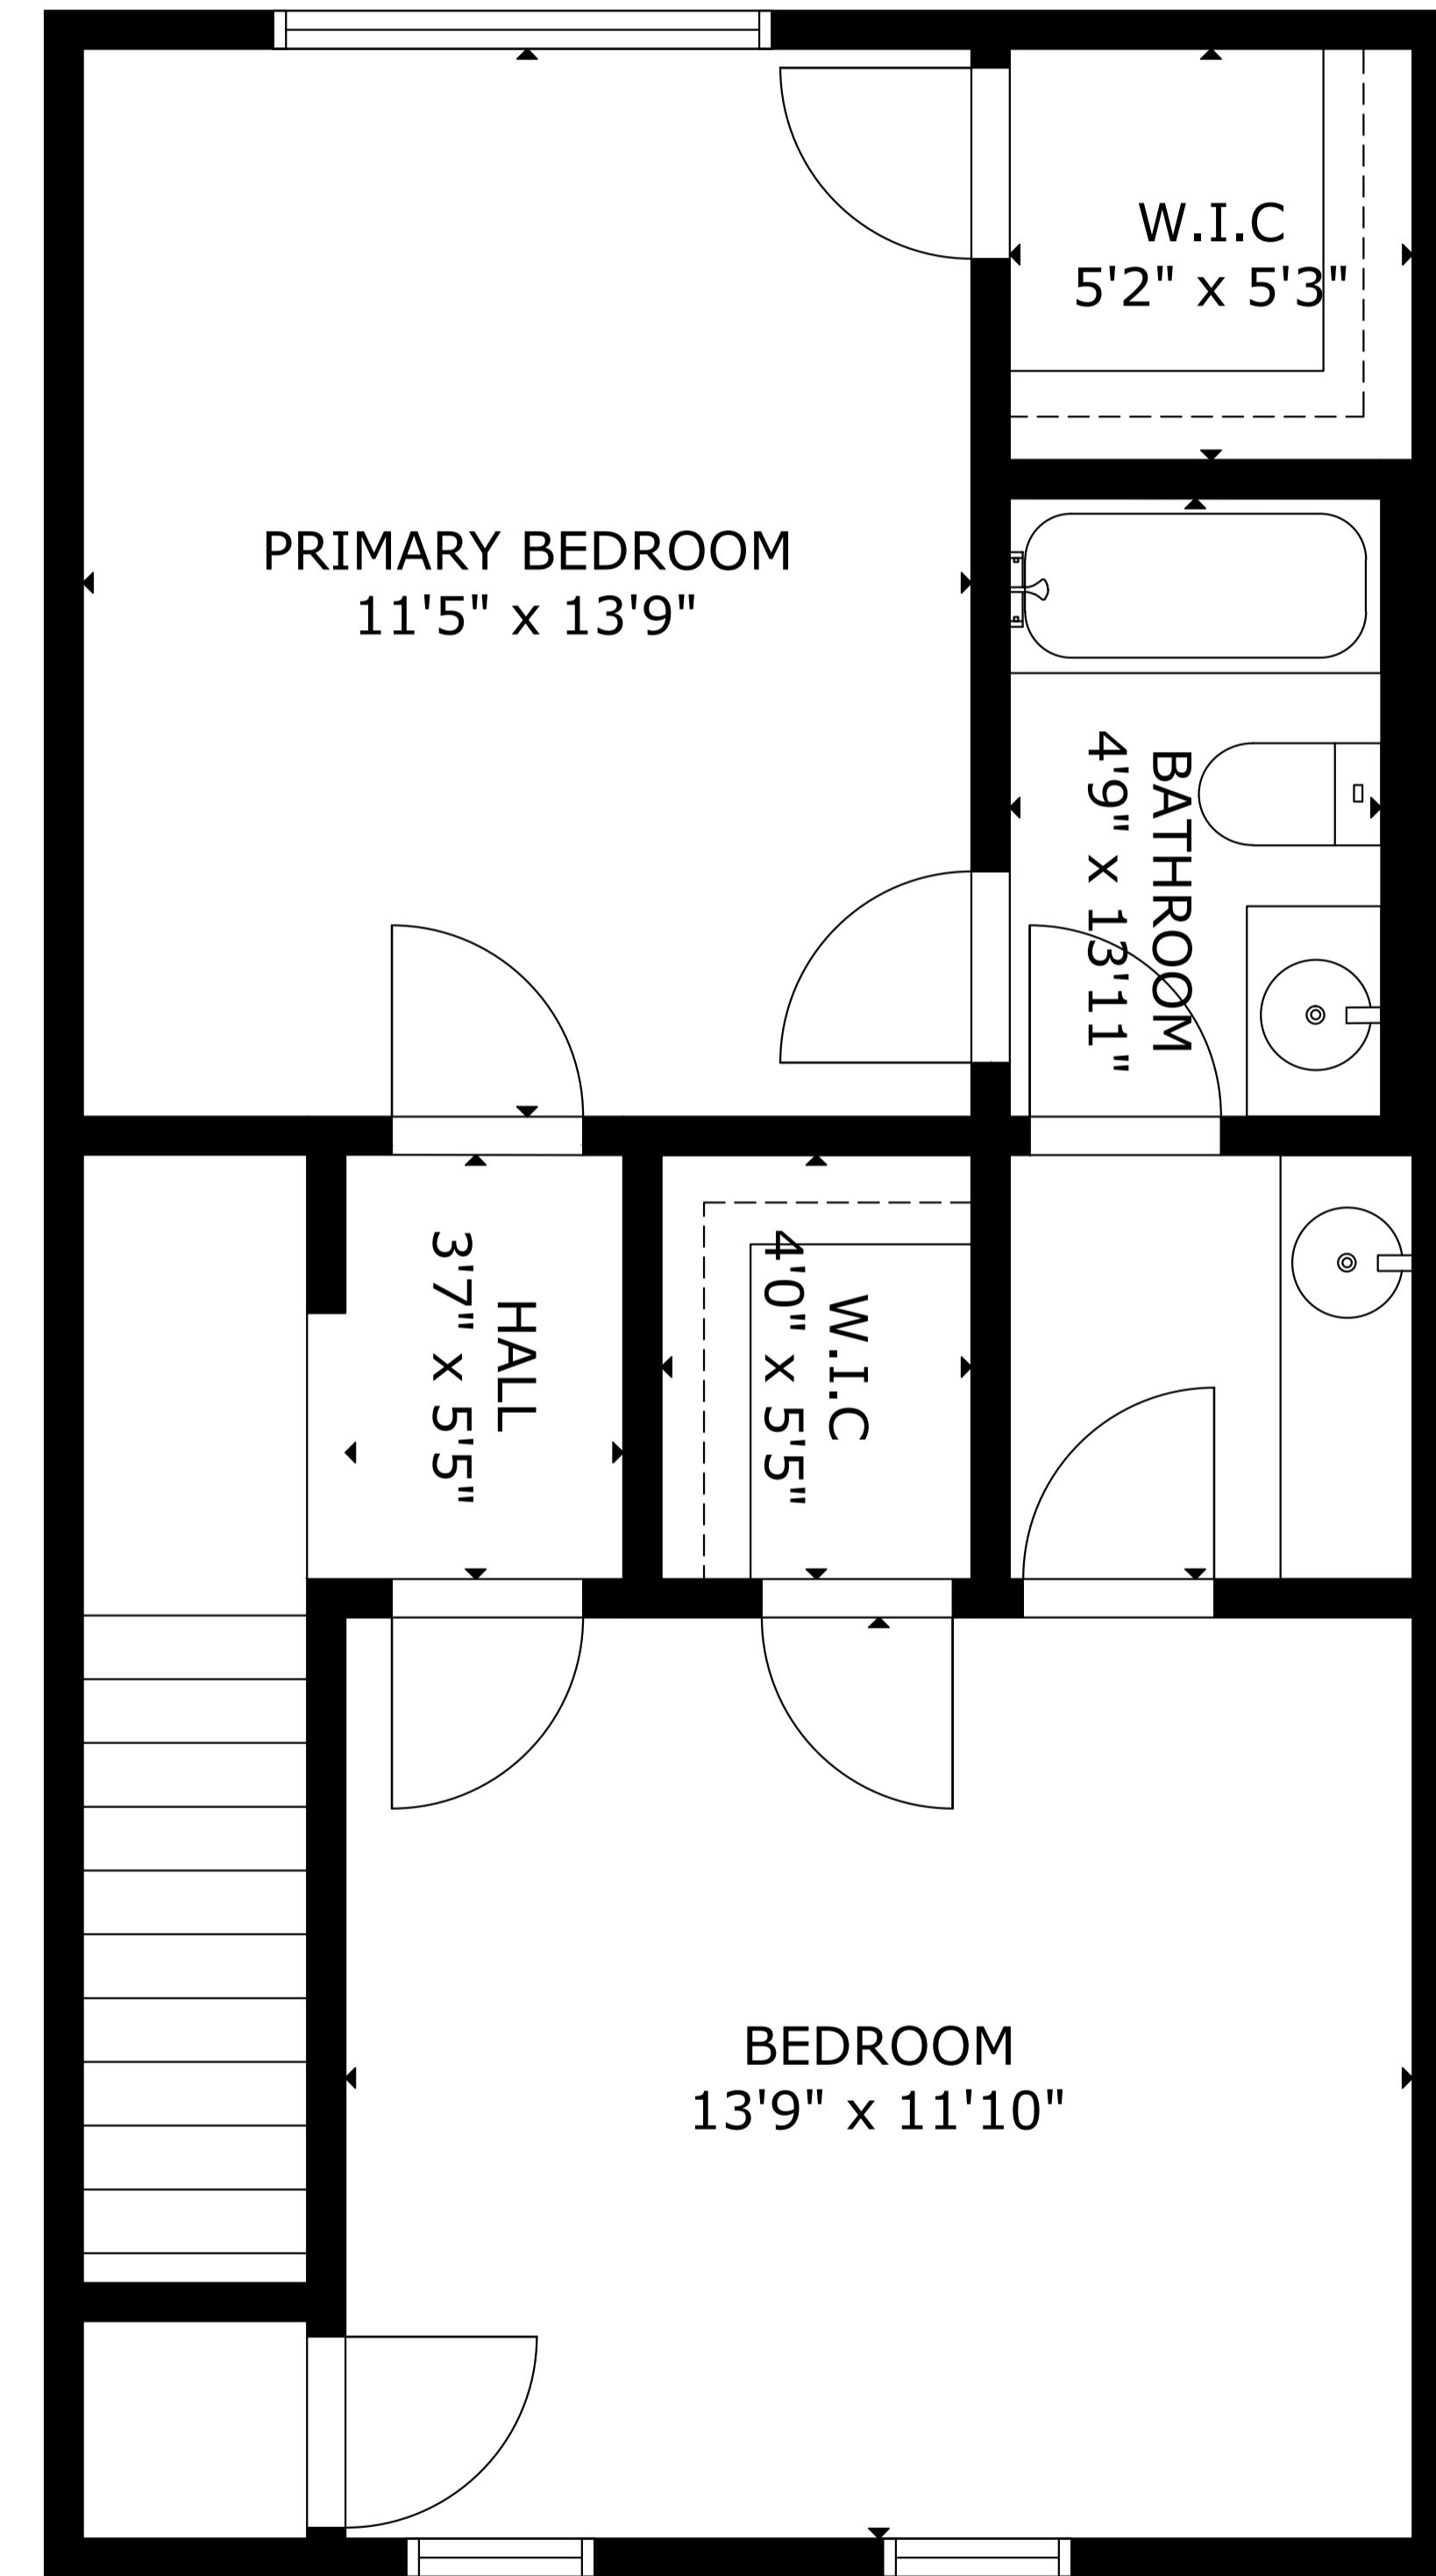 W.I.C
5'2" x 5'3"
PRIMARY BEDROOM
11'5" x 13'9"
BATHROOM
4'9" x 13'11"
HALL
3'7" x 5'5"
W.I.C
4'0" x 5'5"
BEDROOM
13'9" x 11'10"